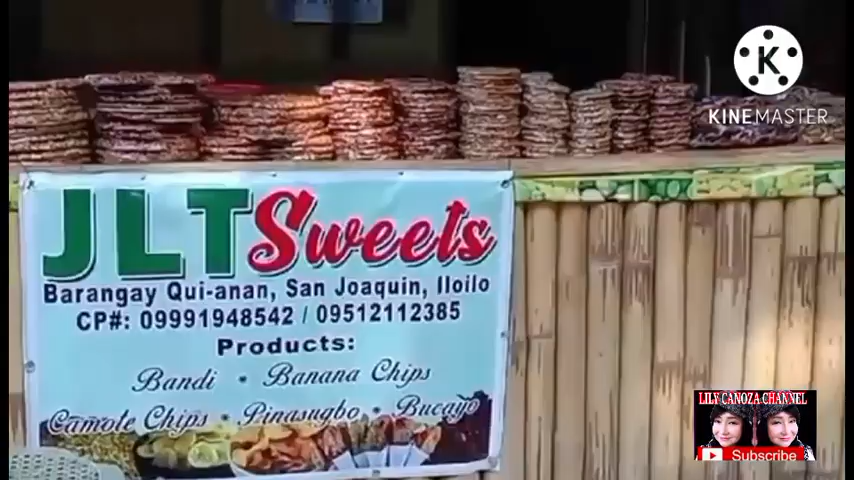 K
KINEMASTER
JLT Sweets
Barangay Qui-anan, San Joaquin, Iloilo
CP#: 09991948542 / 09512112385
Products:
Bandi • Banana Chips
Camote Chips • Pinasugbo • Bucayo
LILY CANOZA CHANNEL
Subscribe